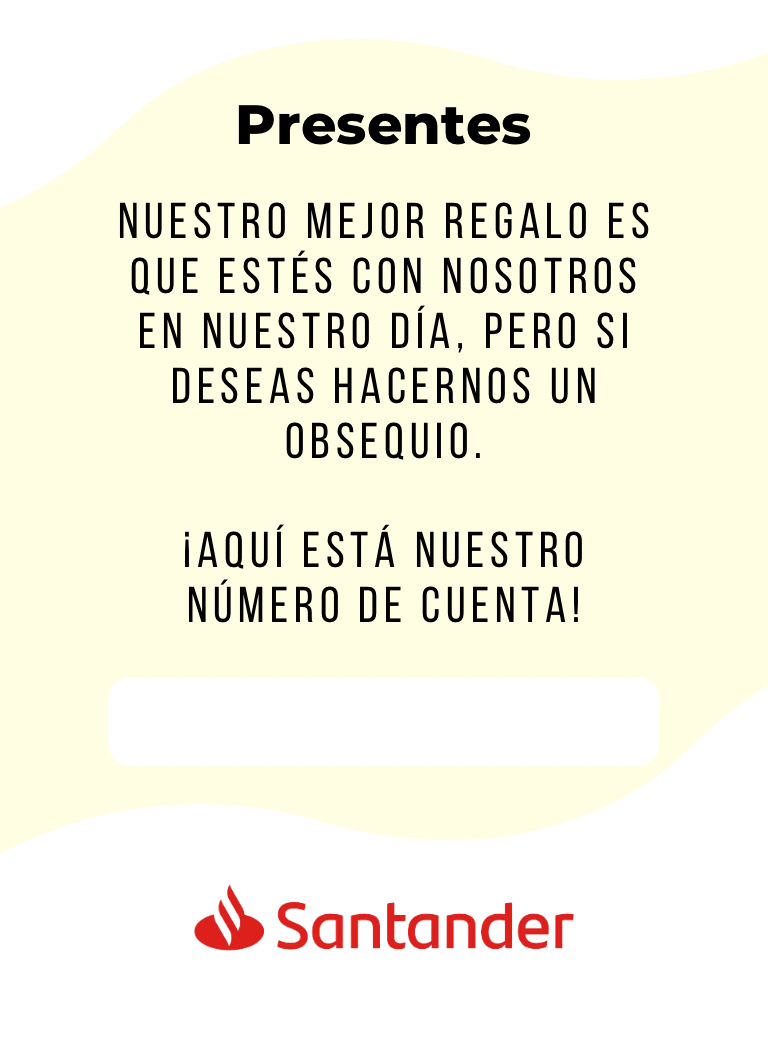 Presentes
NUESTRO MEJOR REGALO ES
QUE ESTÉS CON NOSOTROS
EN NUESTRO DÍA, PERO SI
DESEAS HACERNOS UN
OBSEQUIO.
¡AQUÍ ESTÁ NUESTRO
NÚMERO DE CUENTA!
Santander